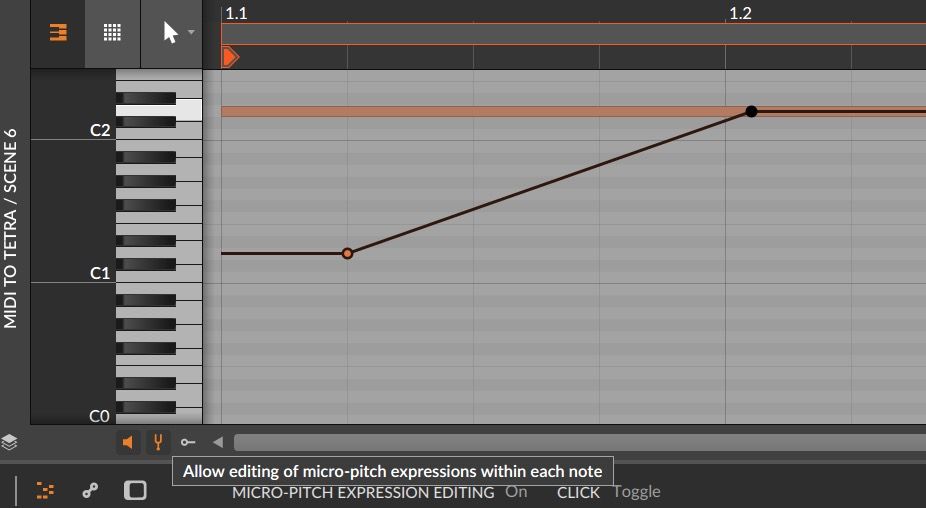 1.1
1.2
MIDI TO TETRA / SCENE 6
C2
C1
C0
Allow editing of micro-pitch expressions within each note
MICRO-PITCH EXPRESSION EDITING On CLICK Toggle